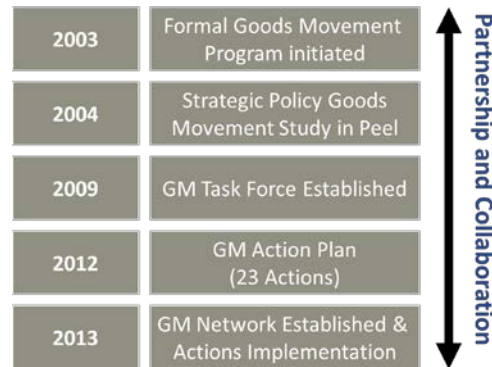 2003
Formal Goods Movement
Program initiated
2004
Strategic Policy Goods
Movement Study in Peel
2009
GM Task Force Established
2012
GM Action Plan
(23 Actions)
2013
GM Network Established &
Actions Implementation
Partnership and Collaboration